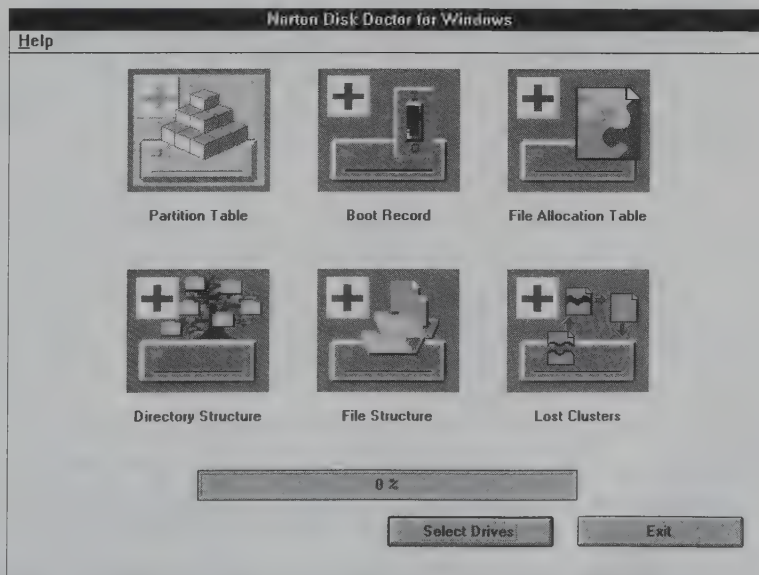 Norton Disk Doctor for Windows
Help
Partition Table
Boot Record
File Allocation Table
Directory Structure
File Structure
Lost Clusters
0 %
Select Drives
Exit